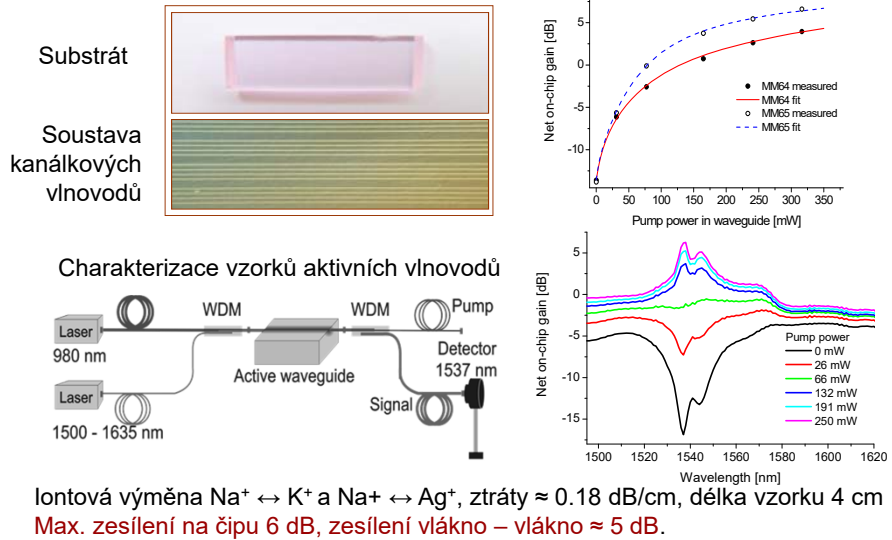 Substrát
Soustava
kanálkových
vlnovodů
Net on-chip gain [dB]
5
0
-5
-10
MM64 measured
MM64 fit
MM65 measured
MM65 fit
0 50 100 150 200 250 300 350
Pump power in waveguide [mW]
Charakterizace vzorků aktivních vlnovodů
WDM
WDM
Pump
Laser
980 nm
Detector
1537 nm
Active waveguide
Laser
Signal
1500 - 1635 nm
Net on-chip gain [dB]
5
0
-5
-10
-15
Pump power
0 mW
26 mW
66 mW
132 mW
191 mW
250 mW
1500 1520 1540 1560 1580 1600 1620
Wavelength [nm]
Iontová výměna Na⁺ ↔ K⁺ a Na+ ↔ Ag⁺, ztráty ≈ 0.18 dB/cm, délka vzorku 4 cm
Max. zesílení na čipu 6 dB, zesílení vlákno – vlákno ≈ 5 dB.